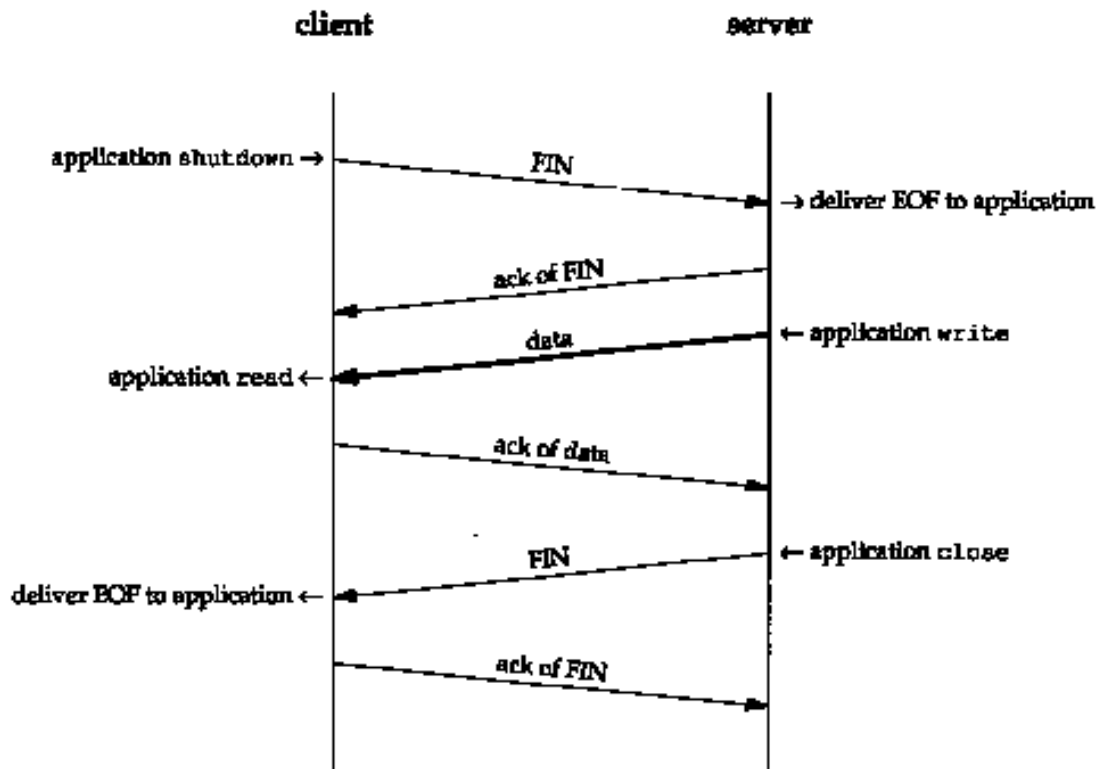 client
server
application shutdown →
FIN
→ deliver EOF to application
ack of FIN
← application write
data
application read ←
ack of data
← application close
FIN
deliver EOF to application ←
ack of FIN